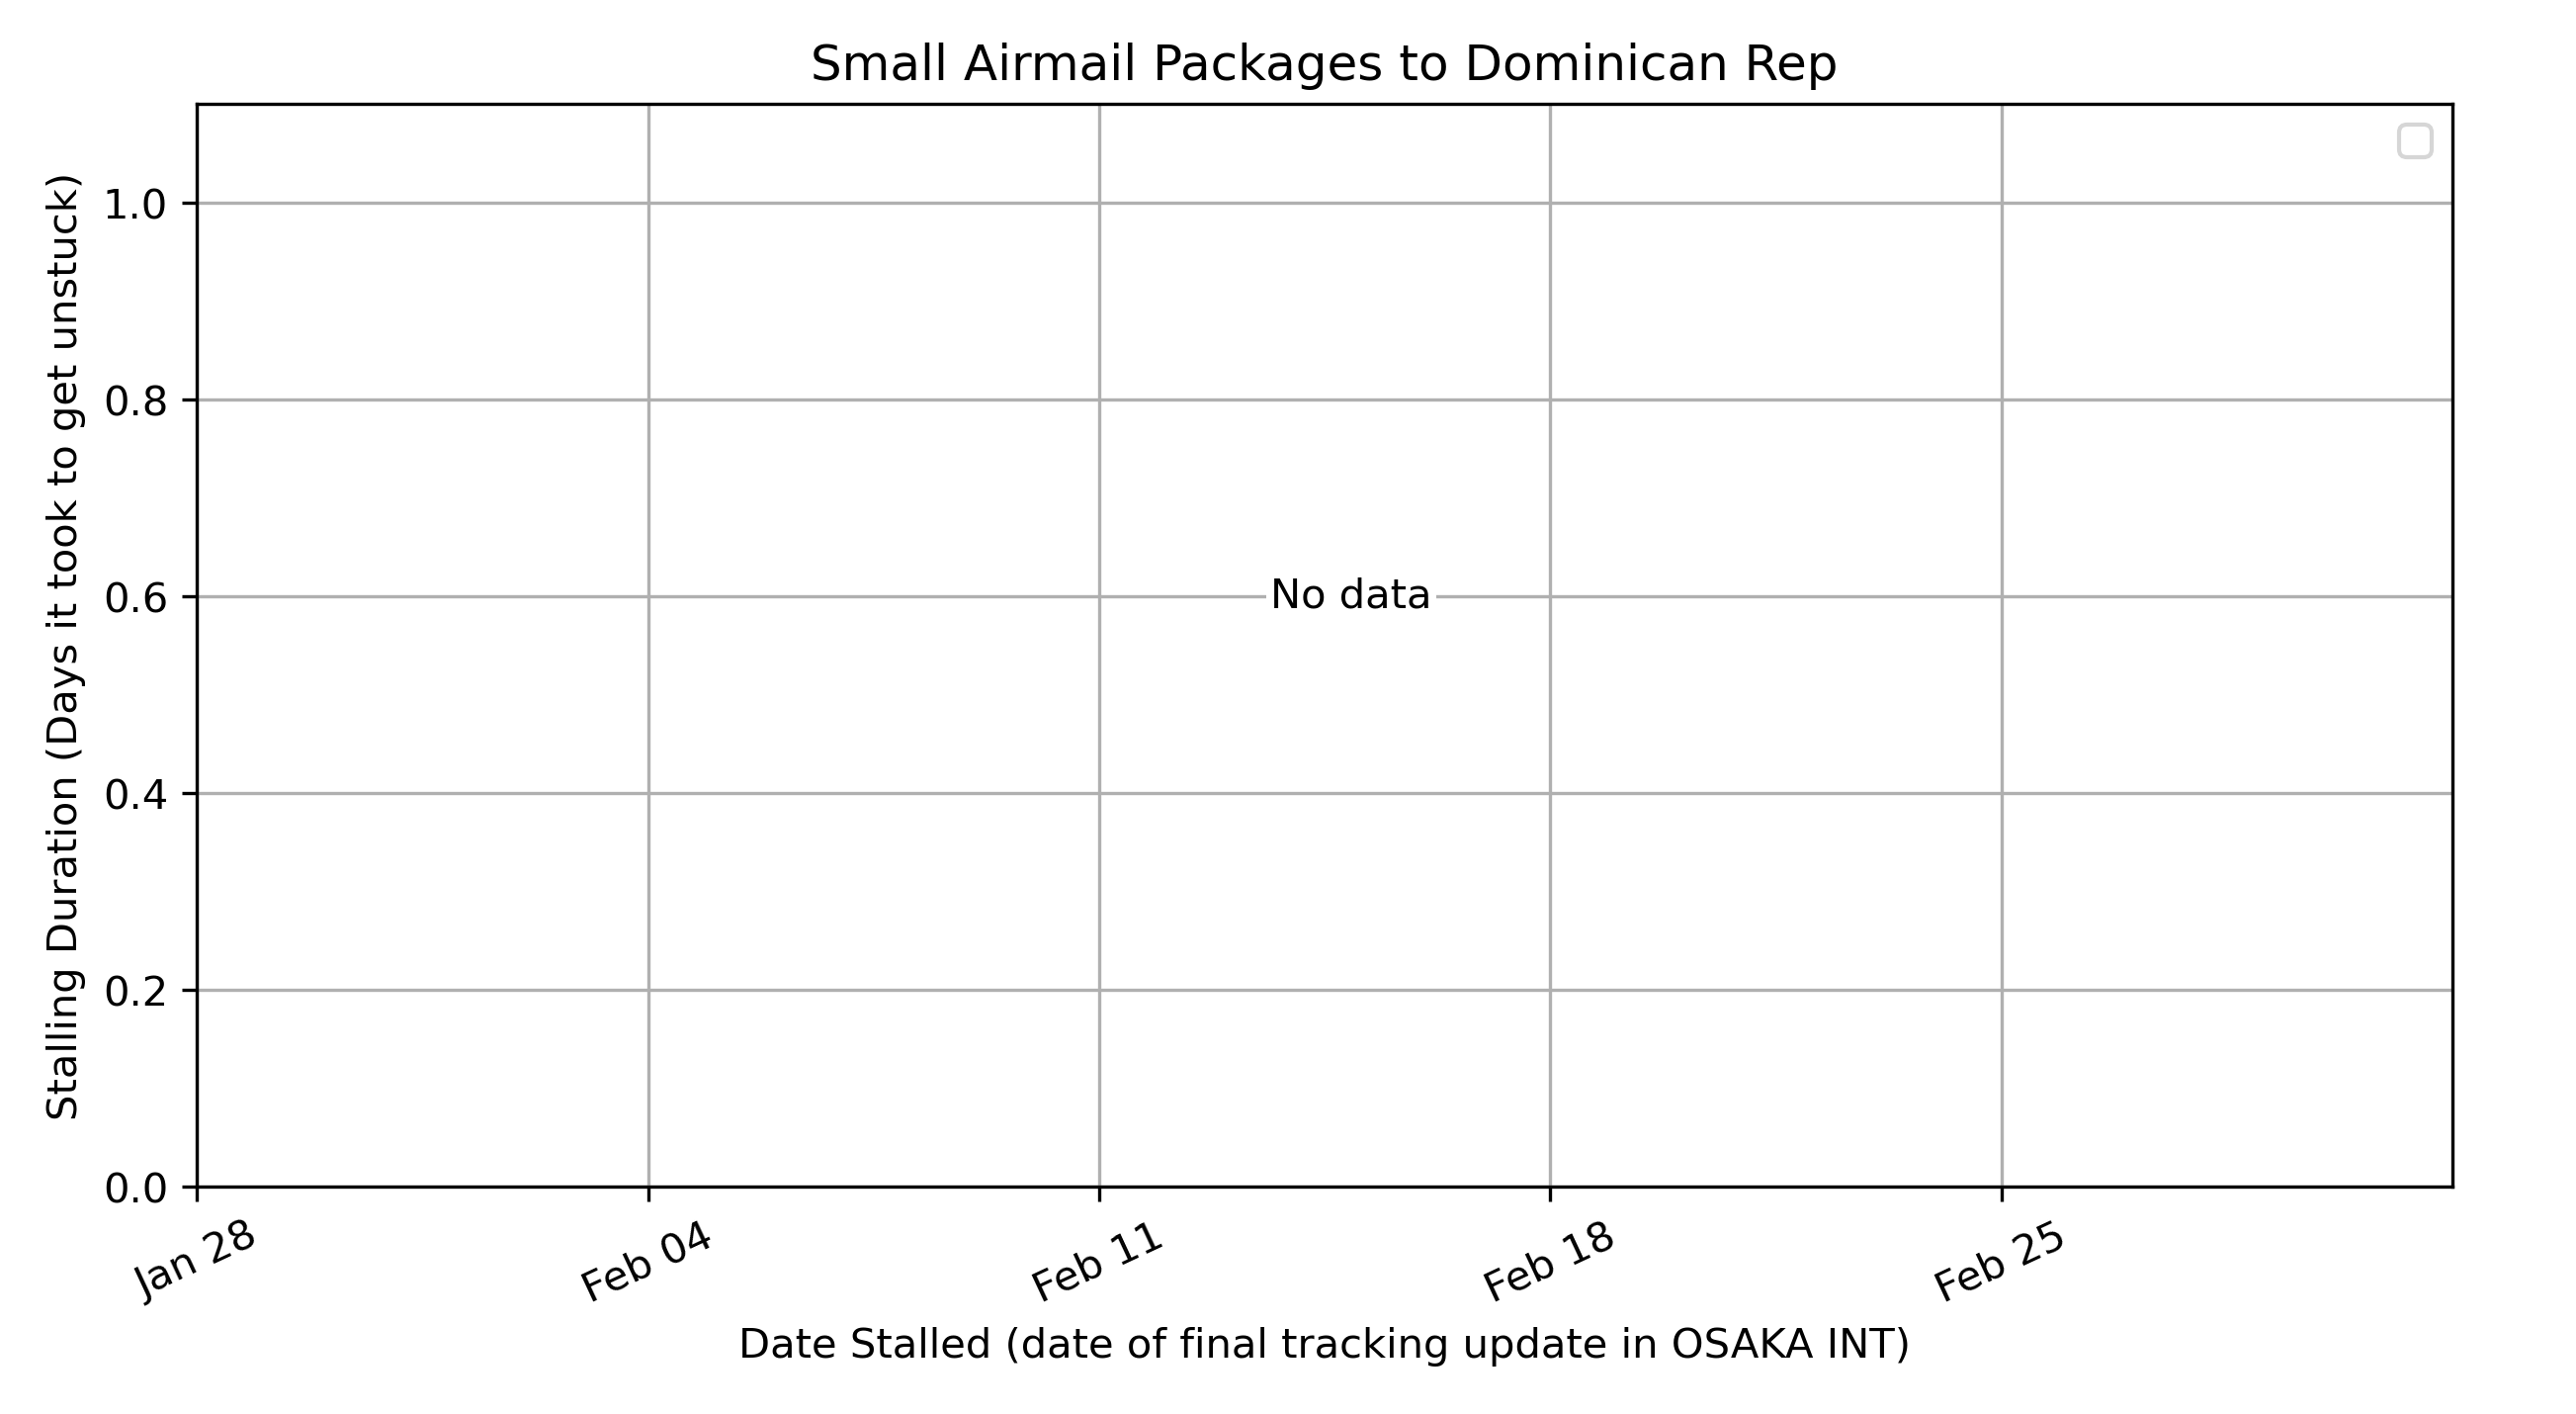 Small Airmail Packages to Dominican Rep
Stalling Duration (Days it took to get unstuck)
1.0
0.8
0.6
0.4
0.2
0.0
No data
Jan 28
Feb 04
Feb 11
Feb 18
Feb 25
Date Stalled (date of final tracking update in OSAKA INT)